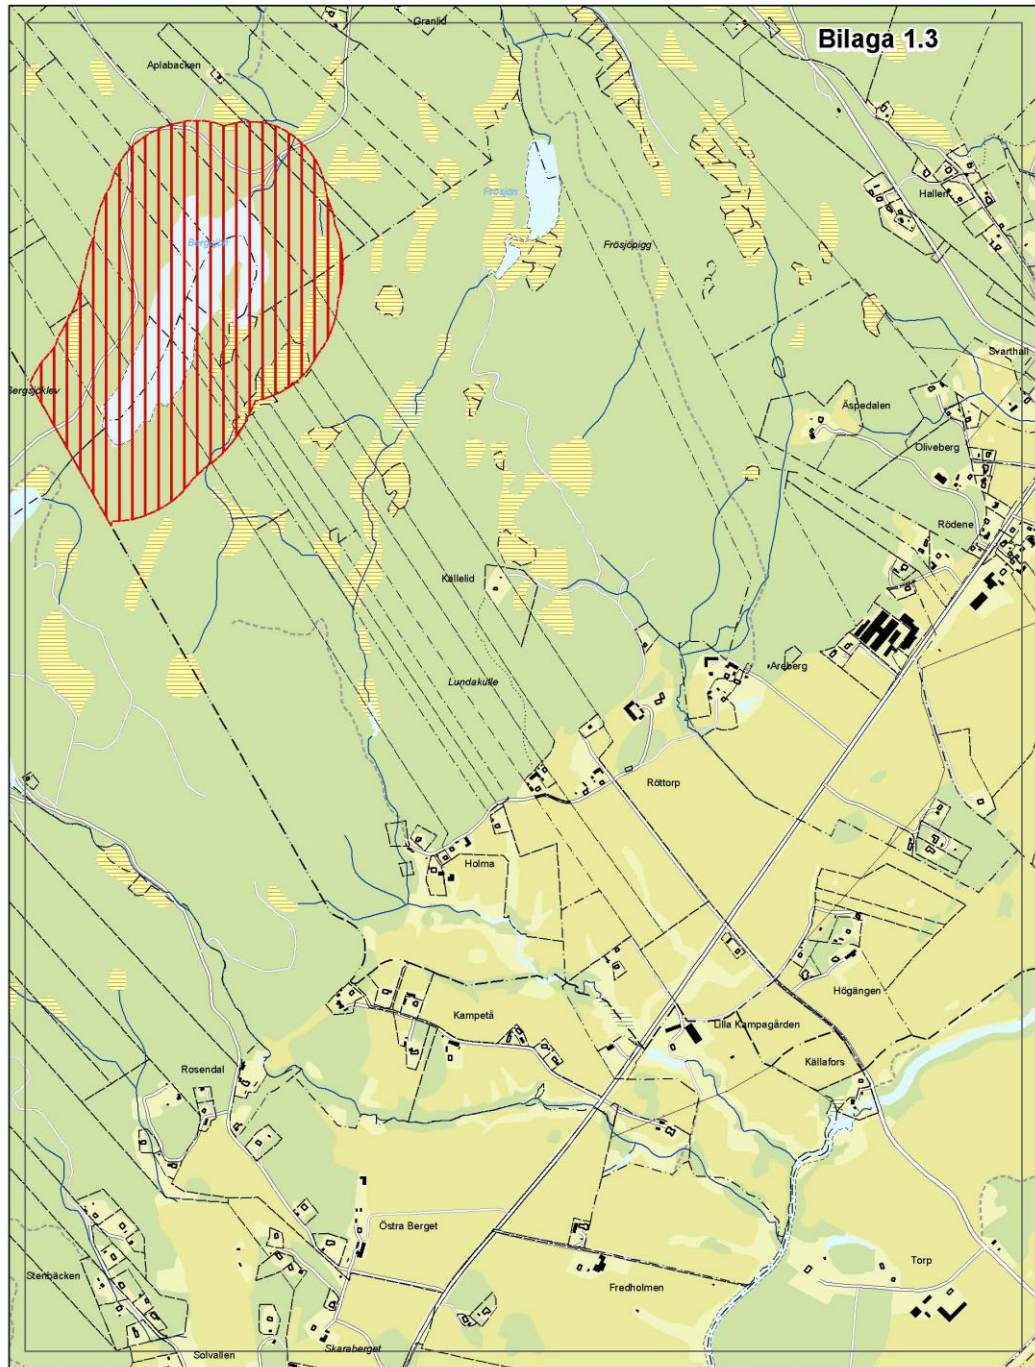 Bilaga 1.3
Granlid
Aplabacken
Hallen
Frösjön
Bergsjön
Frösjöpigg
Svarthall
Bergsjöklev
Äspedalen
Oliveberg
Rödene
Källelid
Areberg
Lundakulle
Röttorp
Holma
Högängen
Kampetå
Lilla Kampagården
Källafors
Rosendal
Östra Berget
Torp
Stenbäcken
Fredholmen
Skaraberget
Solvallen